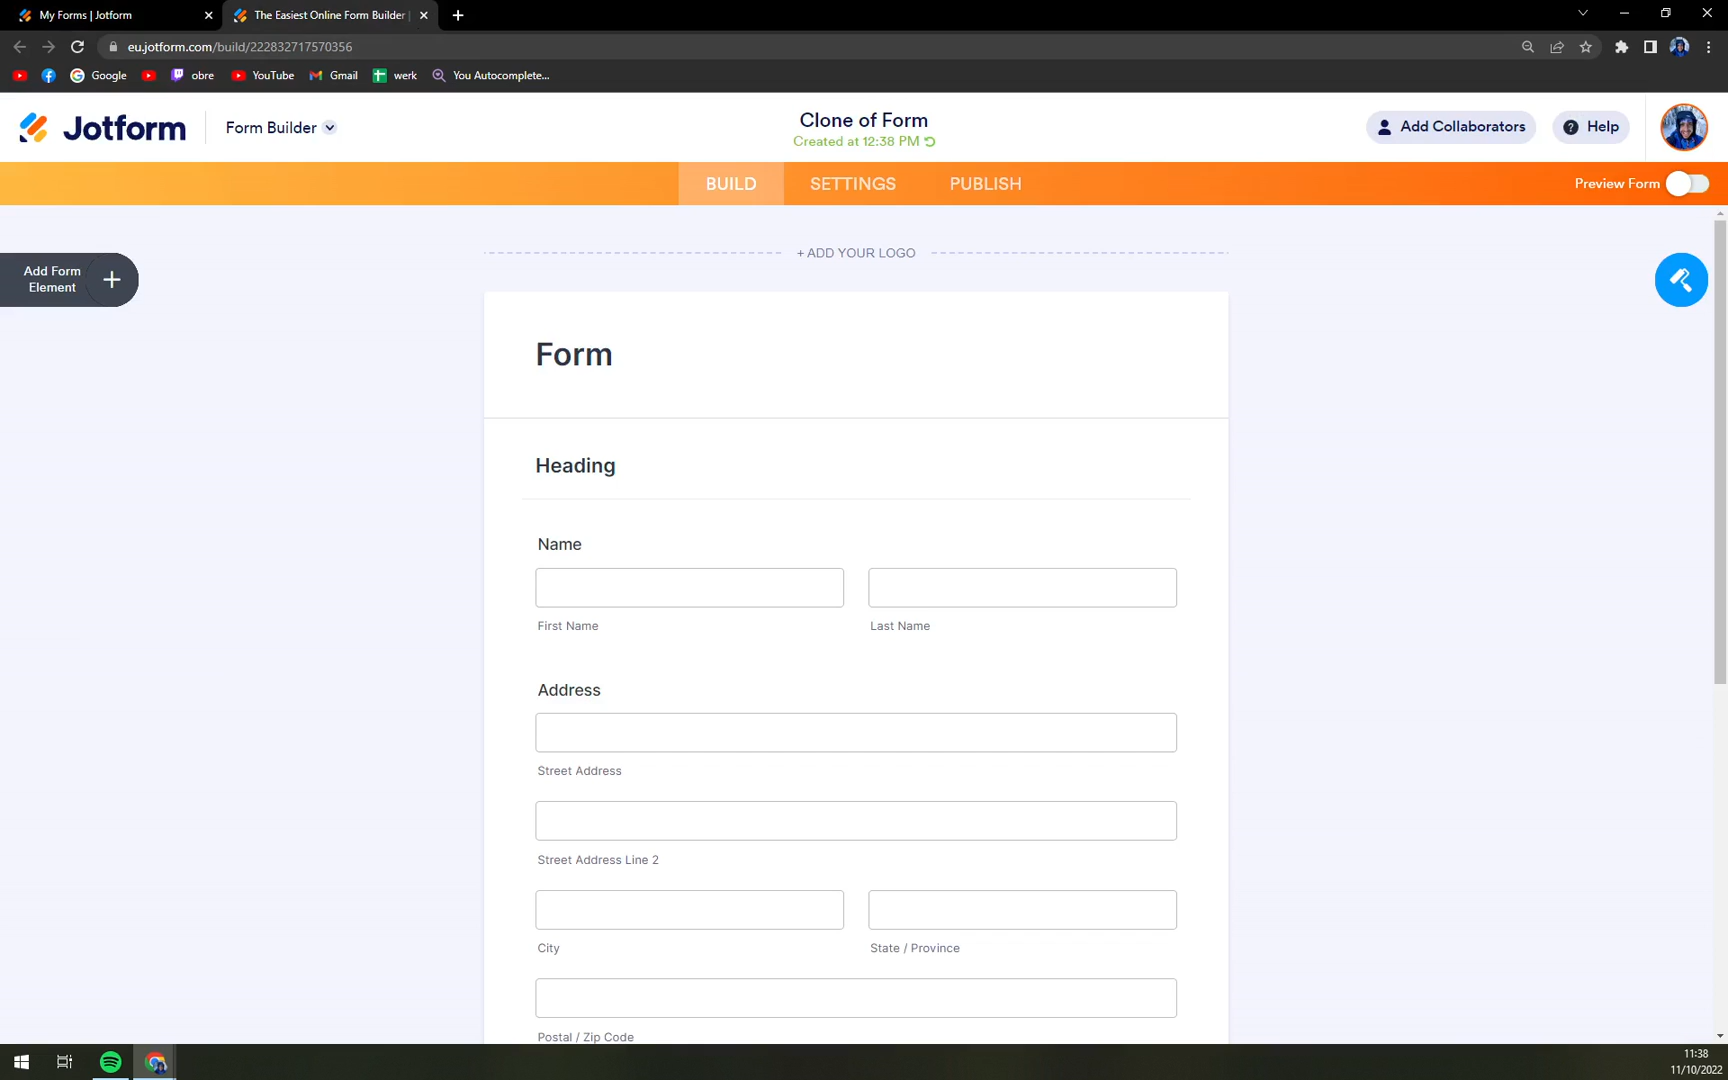 My Forms | Jotform
The Easiest Online Form Builder |
eu.jotform.com/build/222832717570356
Google
obre
YouTube
Gmail
werk
You Autocomplete...
Jotform
Form Builder
Clone of Form
Created at 12:38 PM
Add Collaborators
? Help
BUILD
SETTINGS
PUBLISH
Preview Form
+ ADD YOUR LOGO
Add Form
Element
Form
Heading
Name
First Name
Last Name
Address
Street Address
Street Address Line 2
City
State / Province
Postal / Zip Code
11:38
11/10/2022